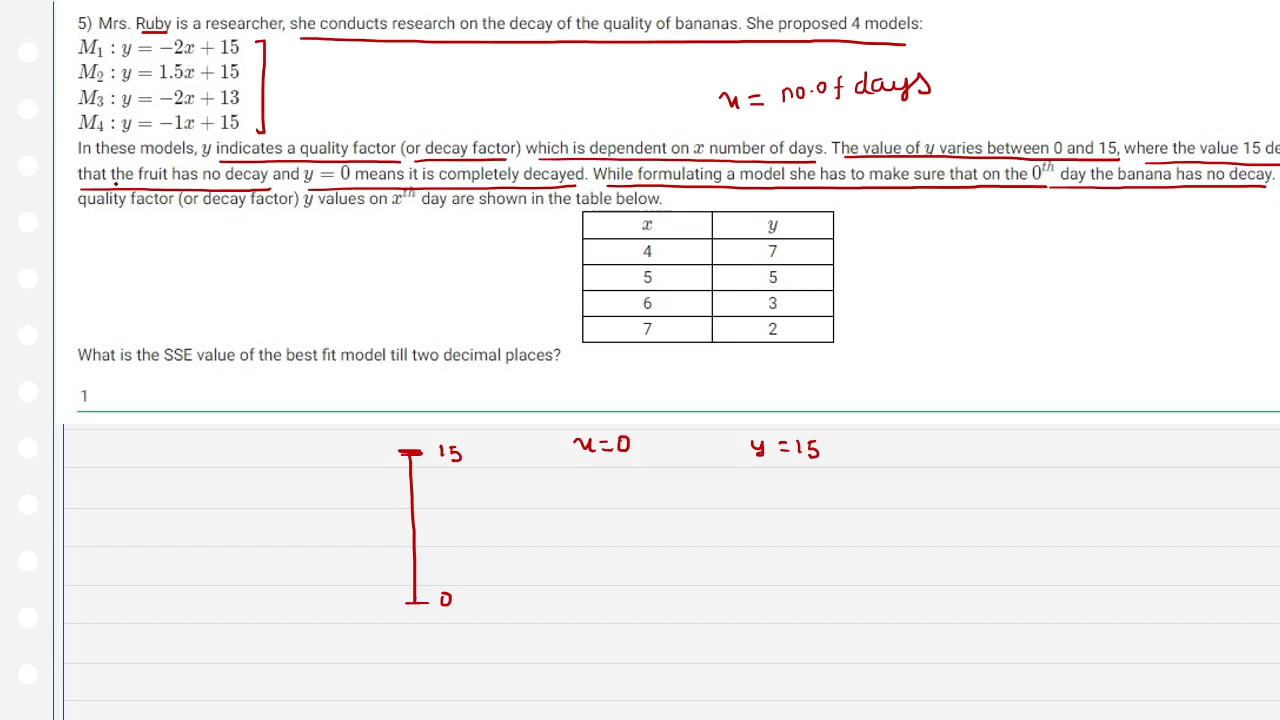 5) Mrs. Ruby is a researcher, she conducts research on the decay of the quality of bananas. She proposed 4 models:
M₁ : y = −2x + 15
M₂ : y = 1.5x + 15
M₃ : y = −2x + 13
M₄ : y = −1x + 15
x = no.of days
In these models, y indicates a quality factor (or decay factor) which is dependent on x number of days. The value of y varies between 0 and 15, where the value 15 de
that the fruit has no decay and y = 0 means it is completely decayed. While formulating a model she has to make sure that on the 0ᵗʰ day the banana has no decay.
quality factor (or decay factor) y values on xᵗʰ day are shown in the table below.
x y
4 7
5 5
6 3
7 2
What is the SSE value of the best fit model till two decimal places?
1
15 x=0 y =15
0